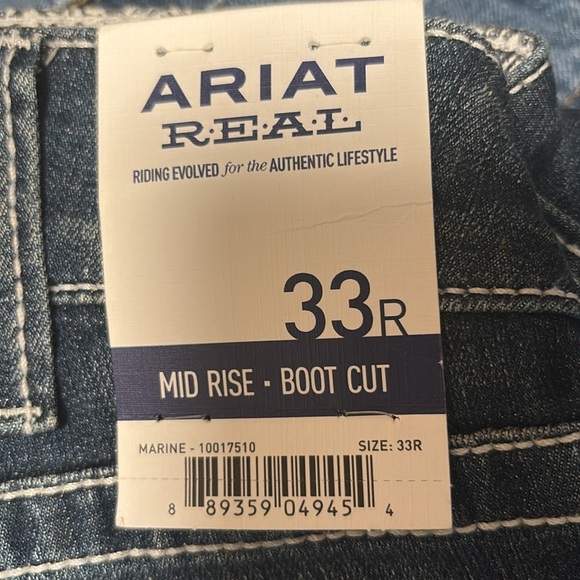 ARIAT
R·E·A·L
RIDING EVOLVED for the AUTHENTIC LIFESTYLE
33R
MID RISE · BOOT CUT
MARINE - 10017510 SIZE: 33R
8 89359 04945 4